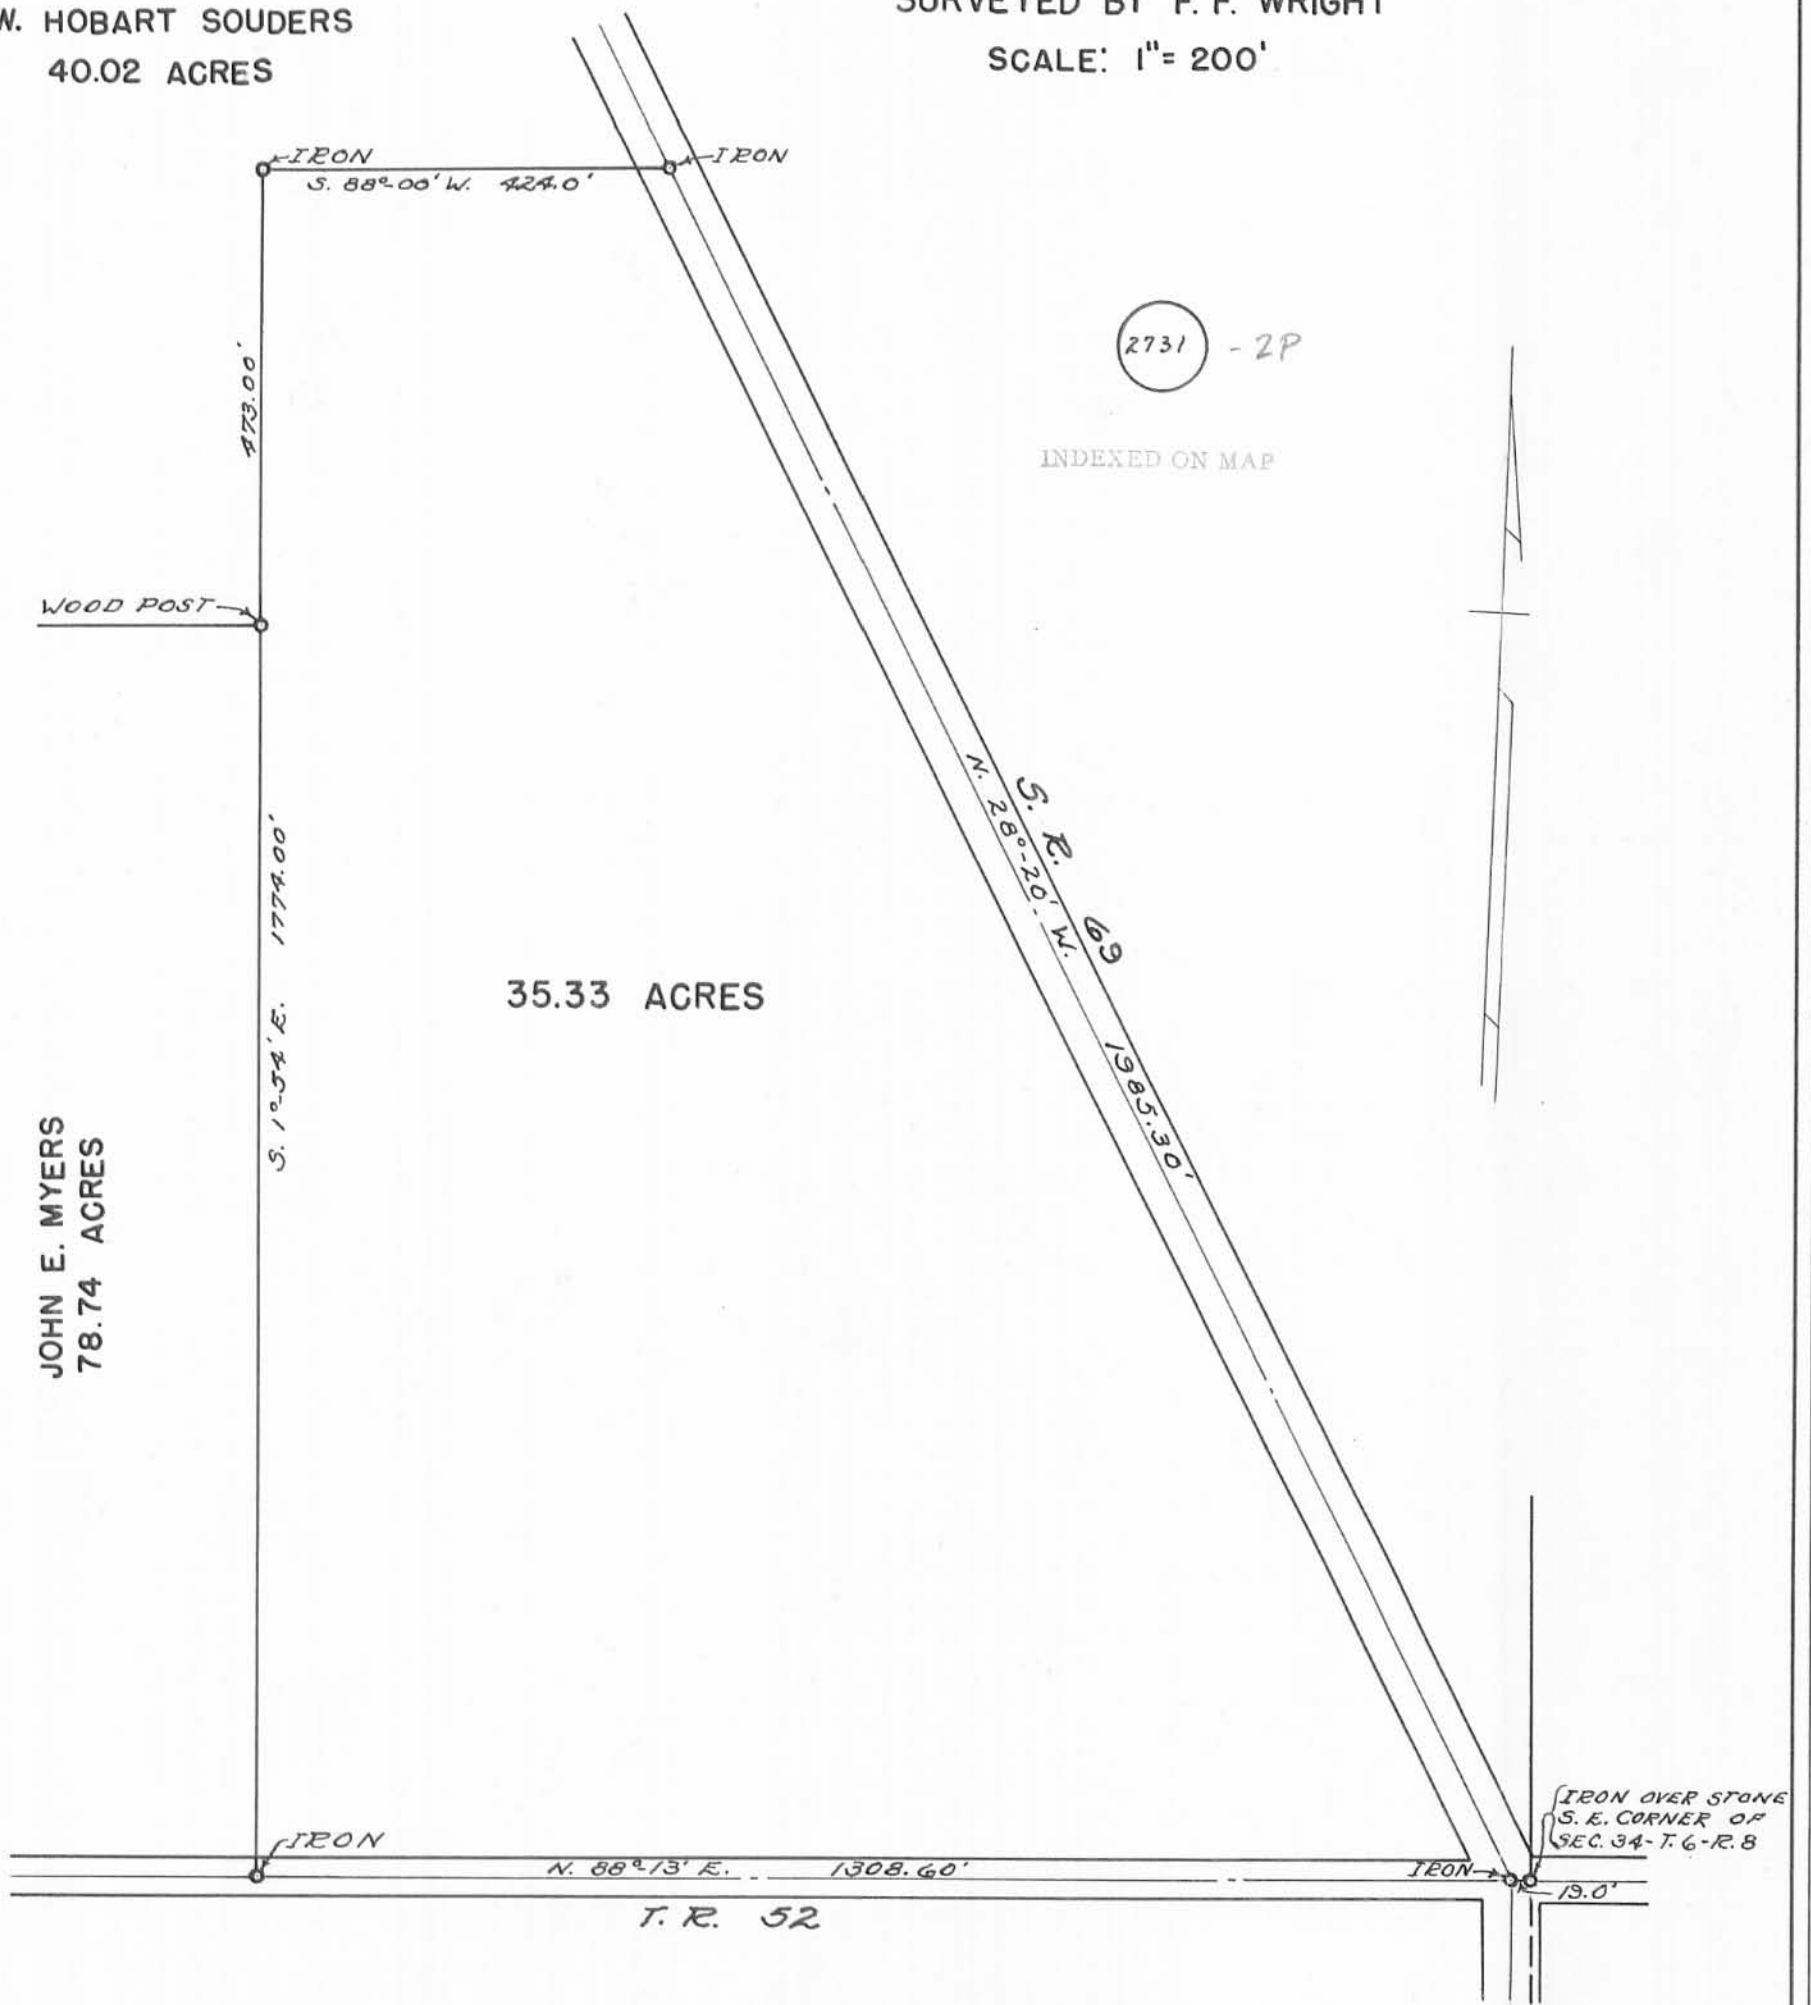 W. HOBART SOUDERS
40.02 ACRES
SURVEYED BY F. F. WRIGHT
SCALE: 1"= 200'
IRON
IRON
S. 88°-00' W. 424.0'
2731 - 2P
INDEXED ON MAP
473.00'
WOOD POST
S. 1°-54' E. 1774.00'
S. R. 69
N. 28°-20' W. 1985.30'
35.33 ACRES
JOHN E. MYERS
78.74 ACRES
IRON OVER STONE
S. E. CORNER OF
SEC. 34-T. 6-R. 8
IRON
N. 88°-13' E. 1308.60'
IRON
19.0'
T. R. 52